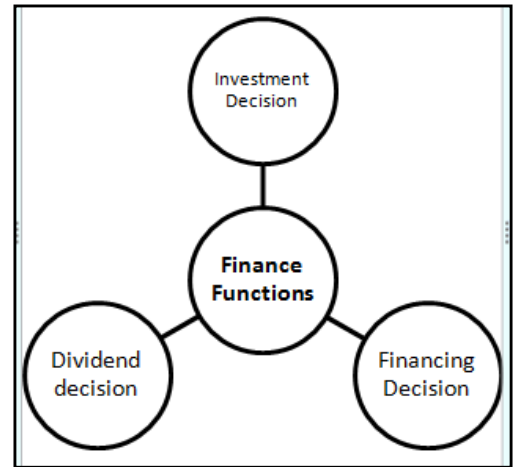 Investment
Decision
Finance
Functions
Dividend
decision
Financing
Decision